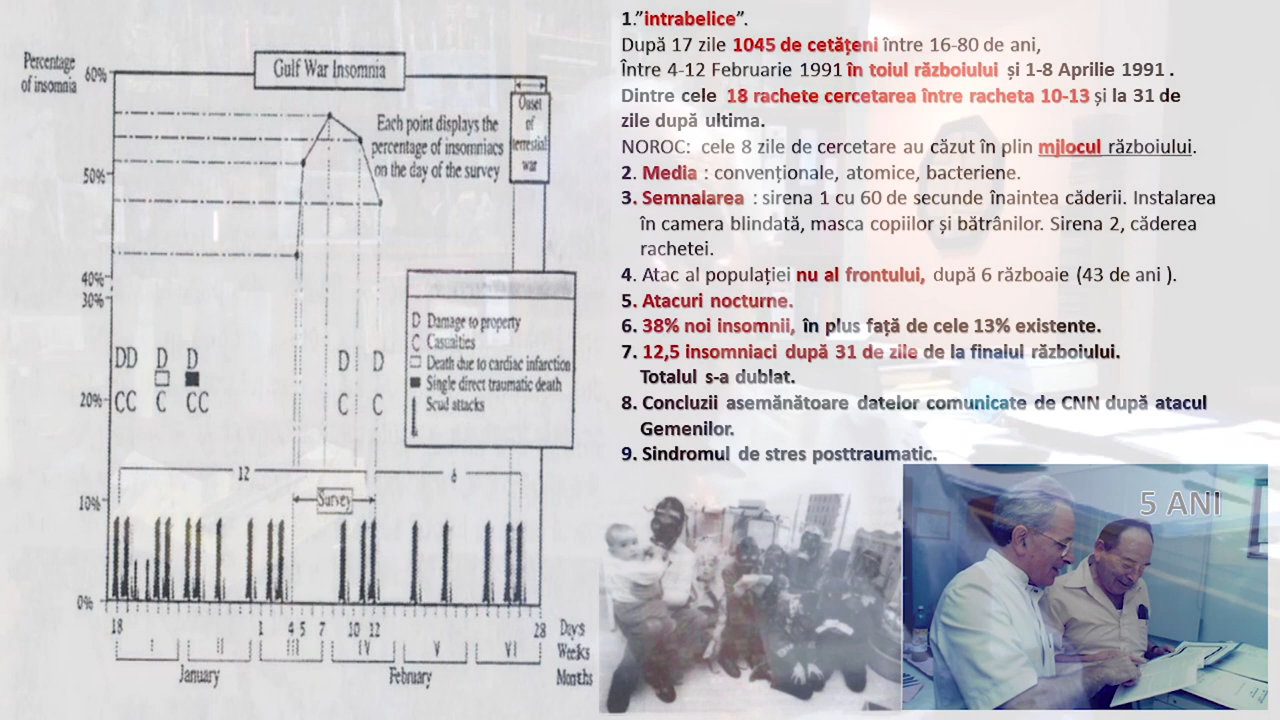 Percentage
of insomnia
Gulf War Insomnia
60%
50%
40%
30%
20%
10%
0%
Each point displays the
percentage of insomniacs
on the day of the survey
Onset
of
terrestial
war
D Damage to property
C Casualties
Death due to cardiac infarction
Single direct traumatic death
Scud attacks
DD D D D D
CC C CC C C
12 6
Survey
18 1 4 5 7 10 12 28 Days
I II III IV V VI Weeks
January February Months
1.”intrabelice”.
După 17 zile 1045 de cetățeni între 16-80 de ani,
Între 4-12 Februarie 1991 în toiul războiului și 1-8 Aprilie 1991 .
Dintre cele 18 rachete cercetarea între racheta 10-13 și la 31 de
zile după ultima.
NOROC: cele 8 zile de cercetare au căzut în plin mjlocul războiului.
2. Media : convenționale, atomice, bacteriene.
3. Semnalarea : sirena 1 cu 60 de secunde înaintea căderii. Instalarea
în camera blindată, masca copiilor și bătrânilor. Sirena 2, căderea
rachetei.
4. Atac al populației nu al frontului, după 6 războaie (43 de ani ).
5. Atacuri nocturne.
6. 38% noi insomnii, în plus față de cele 13% existente.
7. 12,5 insomniaci după 31 de zile de la finalul războiului.
Totalul s-a dublat.
8. Concluzii asemănătoare datelor comunicate de CNN după atacul
Gemenilor.
9. Sindromul de stres posttraumatic.
5 ANI